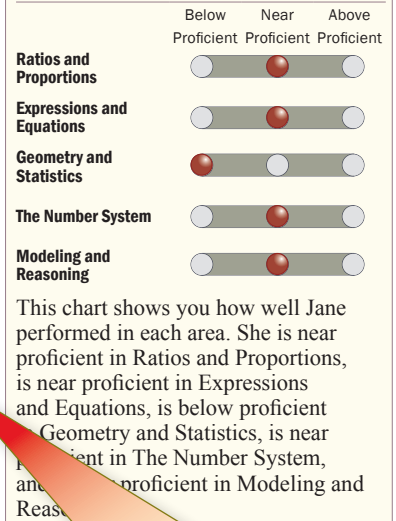 Below Near Above
Proficient Proficient Proficient
Ratios and
Proportions
Expressions and
Equations
Geometry and
Statistics
The Number System
Modeling and
Reasoning
This chart shows you how well Jane
performed in each area. She is near
proficient in Ratios and Proportions,
is near proficient in Expressions
and Equations, is below proficient
Geometry and Statistics, is near
in The Number System,
proficient in Modeling and